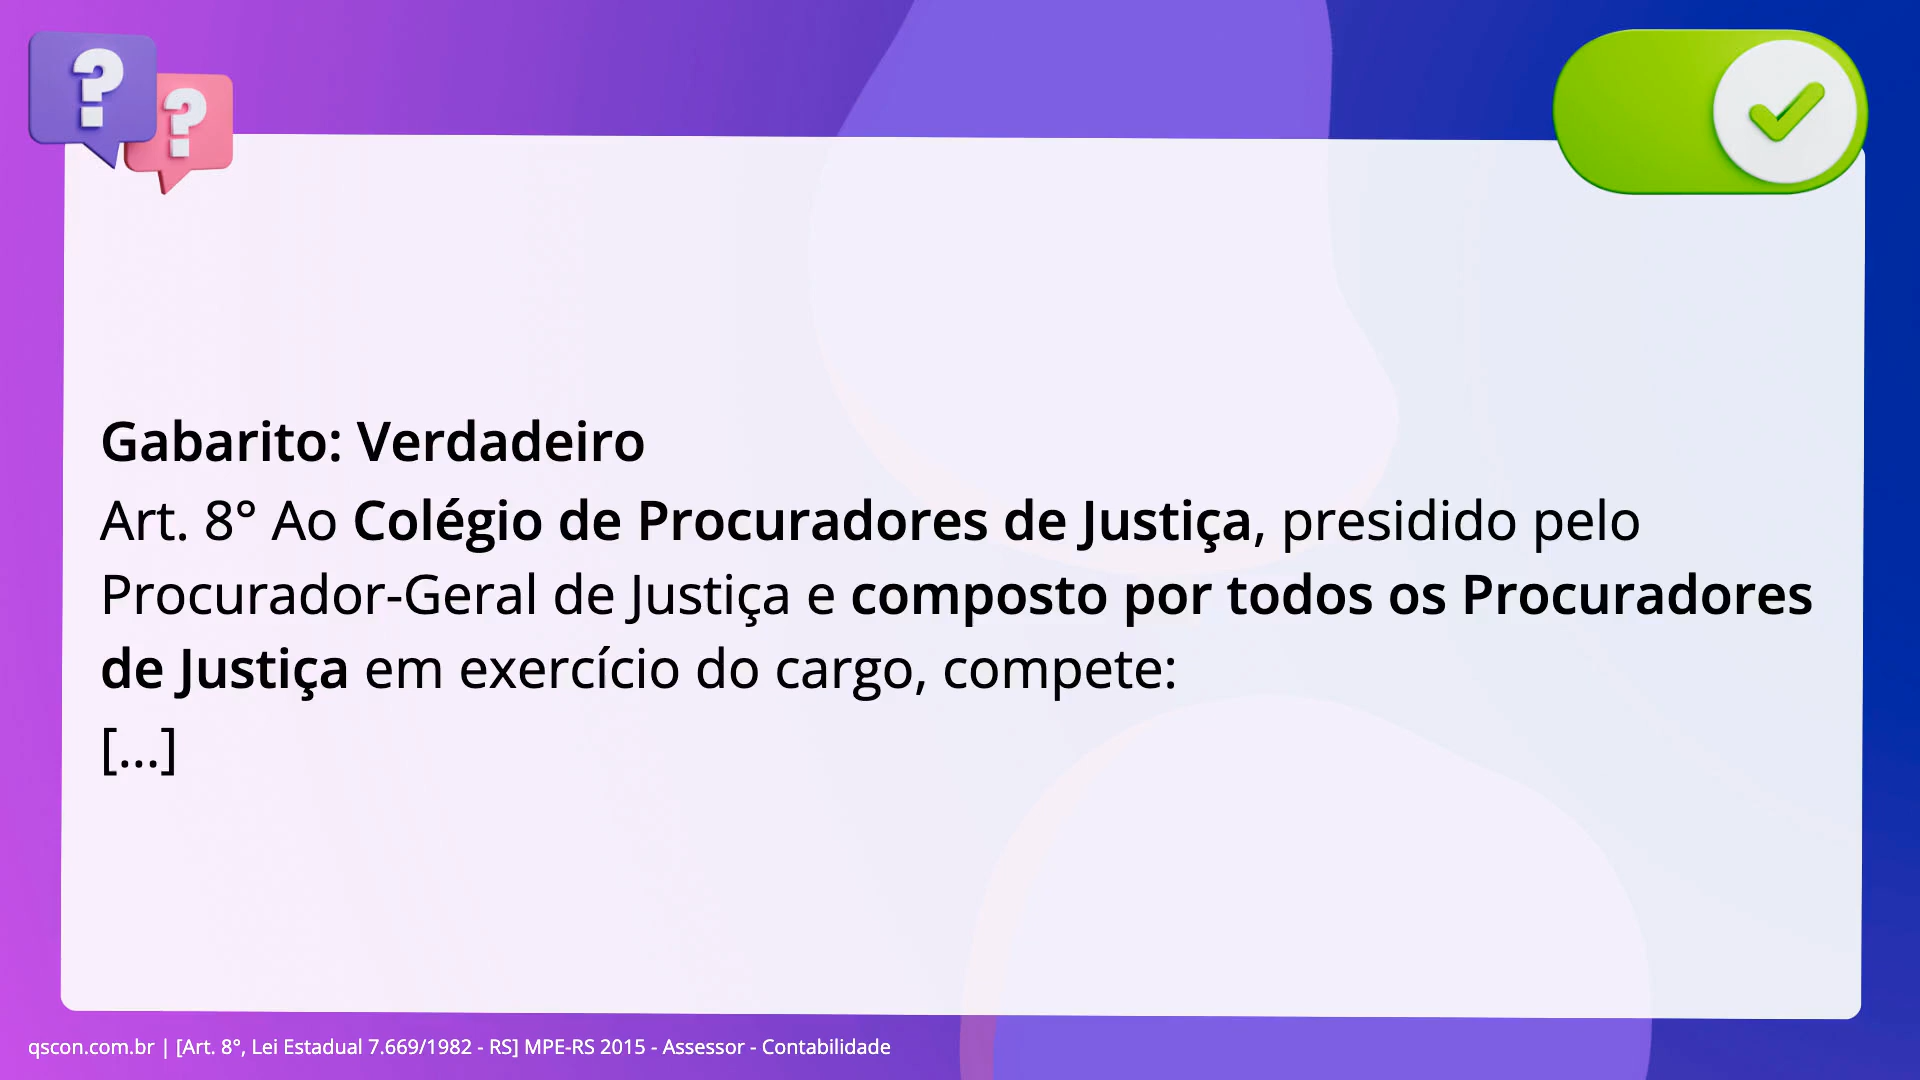 Gabarito: Verdadeiro
Art. 8° Ao Colégio de Procuradores de Justiça, presidido pelo
Procurador-Geral de Justiça e composto por todos os Procuradores
de Justiça em exercício do cargo, compete:
[...]
qscon.com.br | [Art. 8°, Lei Estadual 7.669/1982 - RS] MPE-RS 2015 - Assessor - Contabilidade